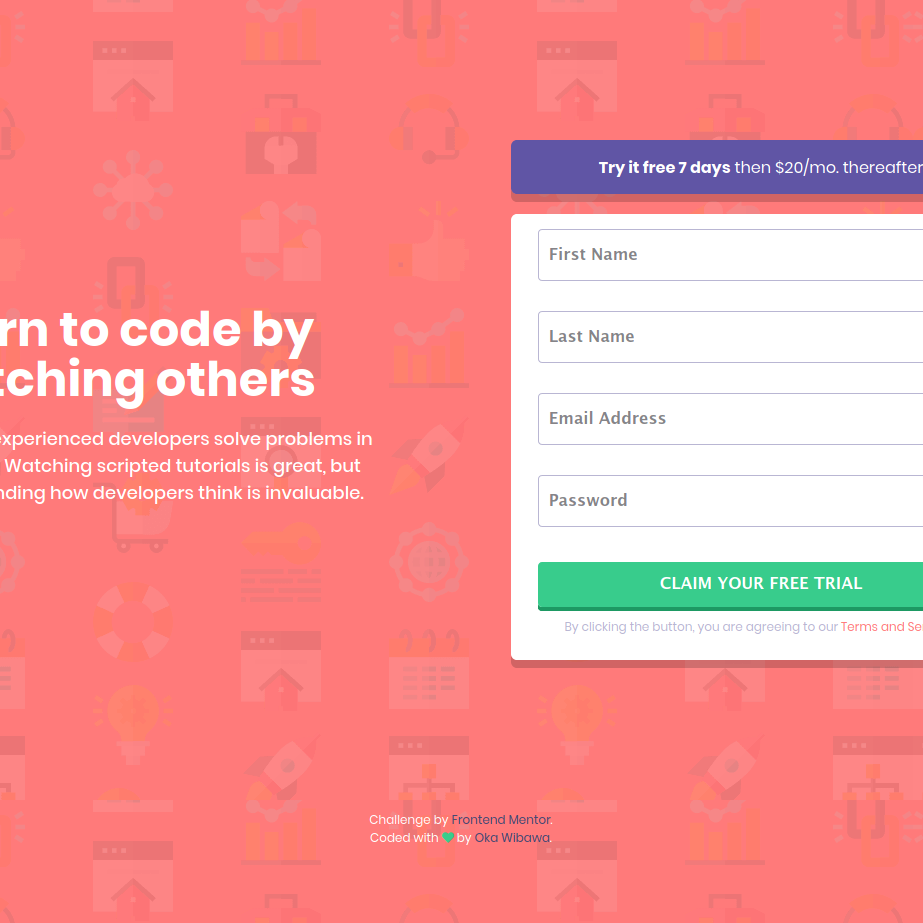 rn to code by
tching others
experienced developers solve problems in
Watching scripted tutorials is great, but
nding how developers think is invaluable.
Try it free 7 days then $20/mo. thereafter
First Name
Last Name
Email Address
Password
CLAIM YOUR FREE TRIAL
By clicking the button, you are agreeing to our Terms and Se
Challenge by Frontend Mentor.
Coded with 💚 by Oka Wibawa.